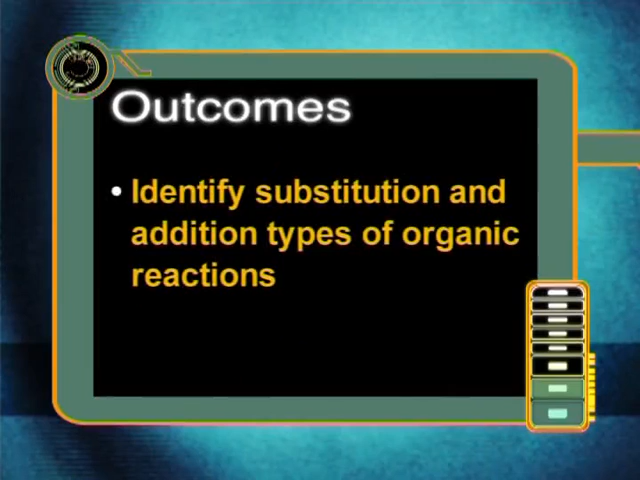 Outcomes
• Identify substitution and
addition types of organic
reactions